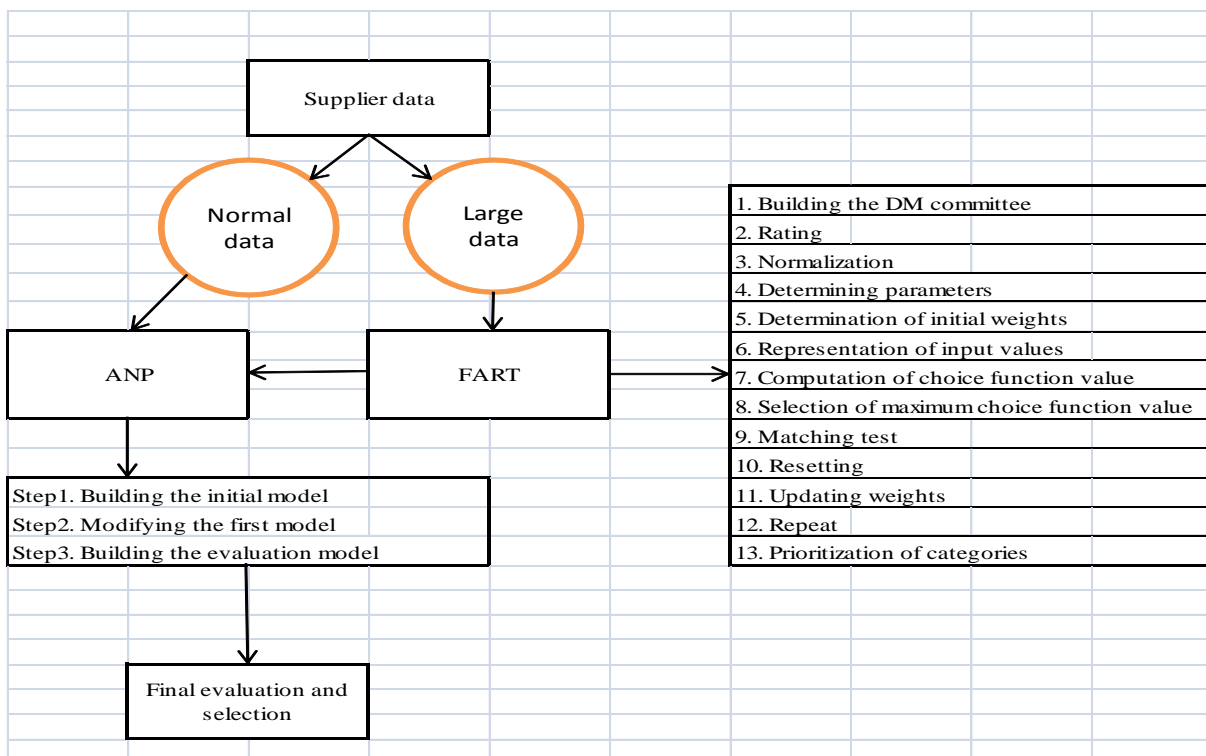 Supplier data
Normal
data
Large
data
ANP
FART
1. Building the DM committee
2. Rating
3. Normalization
4. Determining parameters
5. Determination of initial weights
6. Representation of input values
7. Computation of choice function value
8. Selection of maximum choice function value
9. Matching test
10. Resetting
11. Updating weights
12. Repeat
13. Prioritization of categories
Step1. Building the initial model
Step2. Modifying the first model
Step3. Building the evaluation model
Final evaluation and
selection